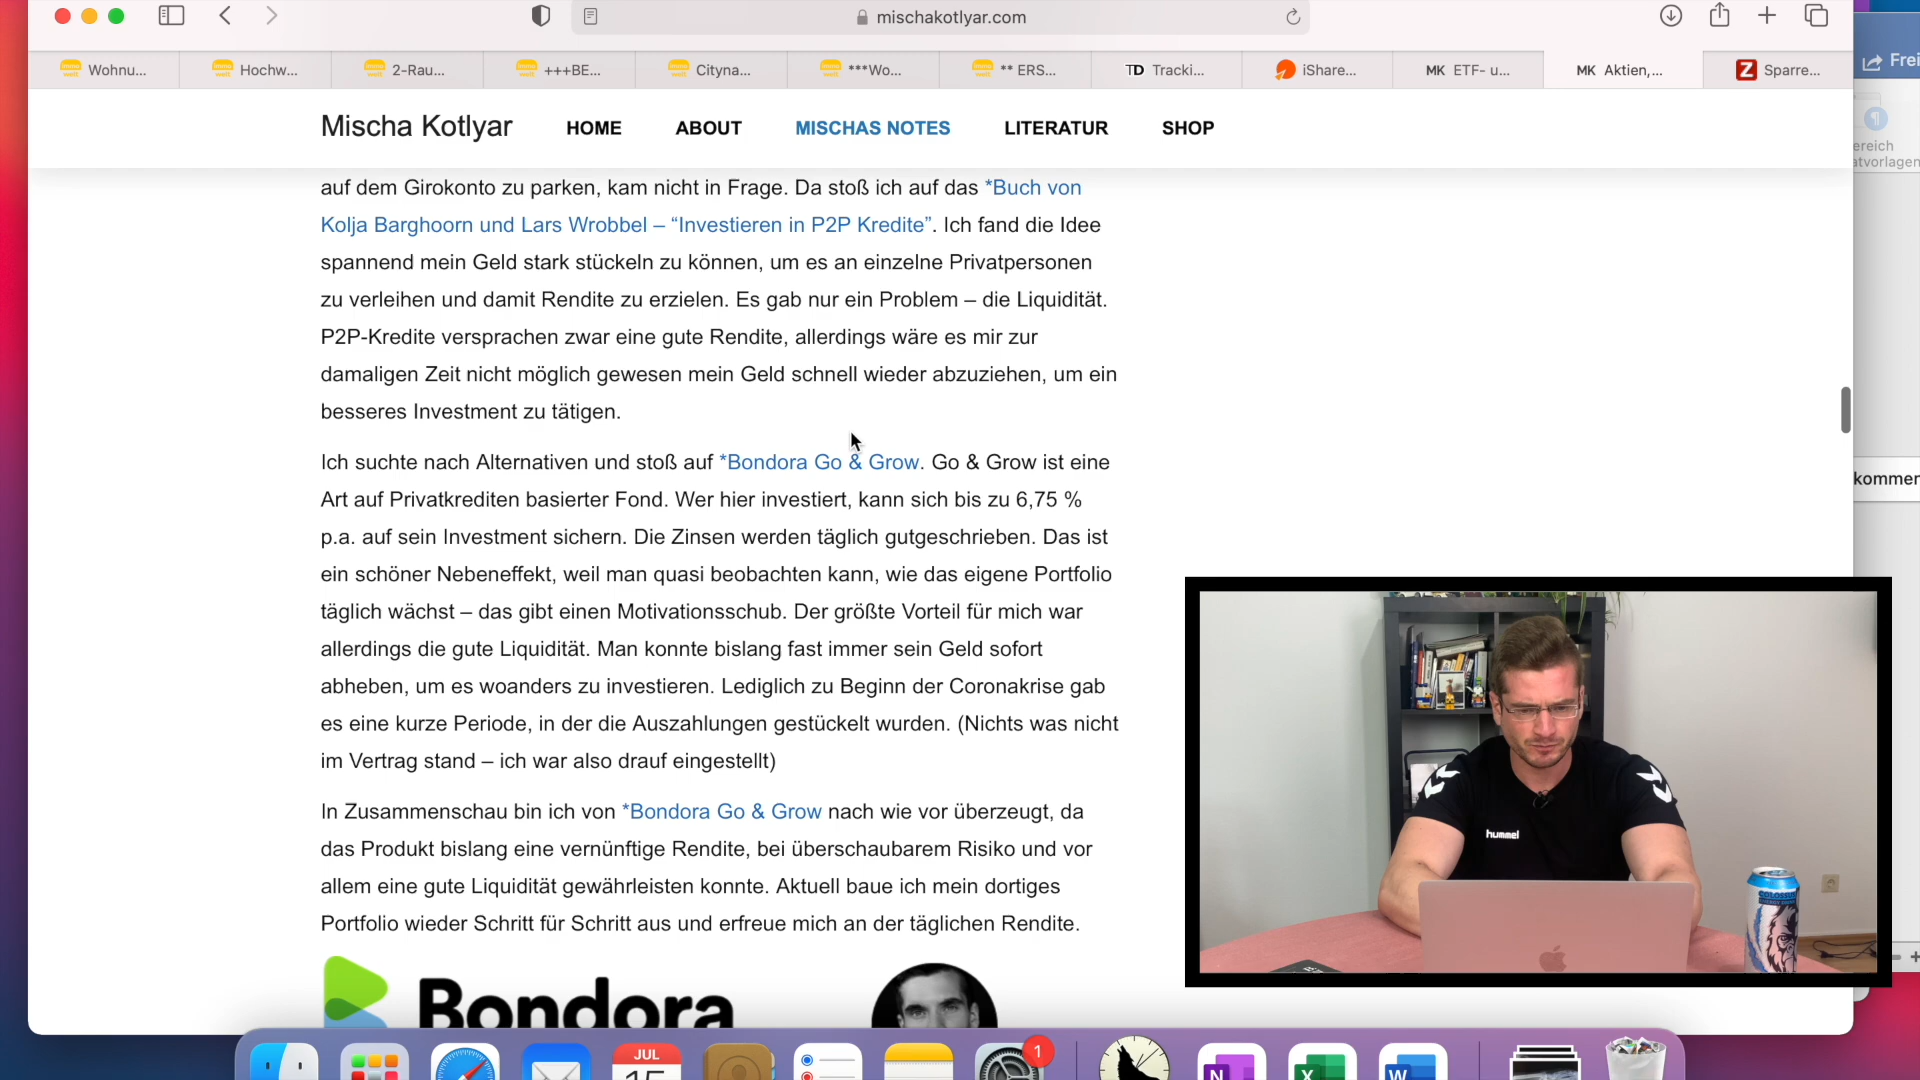 mischakotlyar.com
Wohnu...
Hochw...
2-Rau...
+++BE...
Cityna...
***Wo...
** ERS...
TD Tracki...
iShare...
MK ETF- u...
MK Aktien,...
Z Sparre...
Frei
Mischa Kotlyar
HOME
ABOUT
MISCHAS NOTES
LITERATUR
SHOP
ereich
atvorlagen
kommen
auf dem Girokonto zu parken, kam nicht in Frage. Da stoß ich auf das *Buch von
Kolja Barghoorn und Lars Wrobbel – “Investieren in P2P Kredite”. Ich fand die Idee
spannend mein Geld stark stückeln zu können, um es an einzelne Privatpersonen
zu verleihen und damit Rendite zu erzielen. Es gab nur ein Problem – die Liquidität.
P2P-Kredite versprachen zwar eine gute Rendite, allerdings wäre es mir zur
damaligen Zeit nicht möglich gewesen mein Geld schnell wieder abzuziehen, um ein
besseres Investment zu tätigen.
Ich suchte nach Alternativen und stoß auf *Bondora Go & Grow. Go & Grow ist eine
Art auf Privatkrediten basierter Fond. Wer hier investiert, kann sich bis zu 6,75 %
p.a. auf sein Investment sichern. Die Zinsen werden täglich gutgeschrieben. Das ist
ein schöner Nebeneffekt, weil man quasi beobachten kann, wie das eigene Portfolio
täglich wächst – das gibt einen Motivationsschub. Der größte Vorteil für mich war
allerdings die gute Liquidität. Man konnte bislang fast immer sein Geld sofort
abheben, um es woanders zu investieren. Lediglich zu Beginn der Coronakrise gab
es eine kurze Periode, in der die Auszahlungen gestückelt wurden. (Nichts was nicht
im Vertrag stand – ich war also drauf eingestellt)
In Zusammenschau bin ich von *Bondora Go & Grow nach wie vor überzeugt, da
das Produkt bislang eine vernünftige Rendite, bei überschaubarem Risiko und vor
allem eine gute Liquidität gewährleisten konnte. Aktuell baue ich mein dortiges
Portfolio wieder Schritt für Schritt aus und erfreue mich an der täglichen Rendite.
Bondora
hummel
COLOSSUS
JUL
15
1
N
X
W